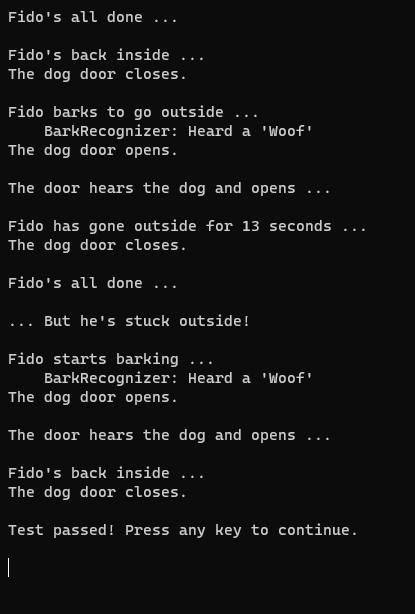 Fido's all done ...
Fido's back inside ...
The dog door closes.
Fido barks to go outside ...
BarkRecognizer: Heard a 'Woof'
The dog door opens.
The door hears the dog and opens ...
Fido has gone outside for 13 seconds ...
The dog door closes.
Fido's all done ...
... But he's stuck outside!
Fido starts barking ...
BarkRecognizer: Heard a 'Woof'
The dog door opens.
The door hears the dog and opens ...
Fido's back inside ...
The dog door closes.
Test passed! Press any key to continue.